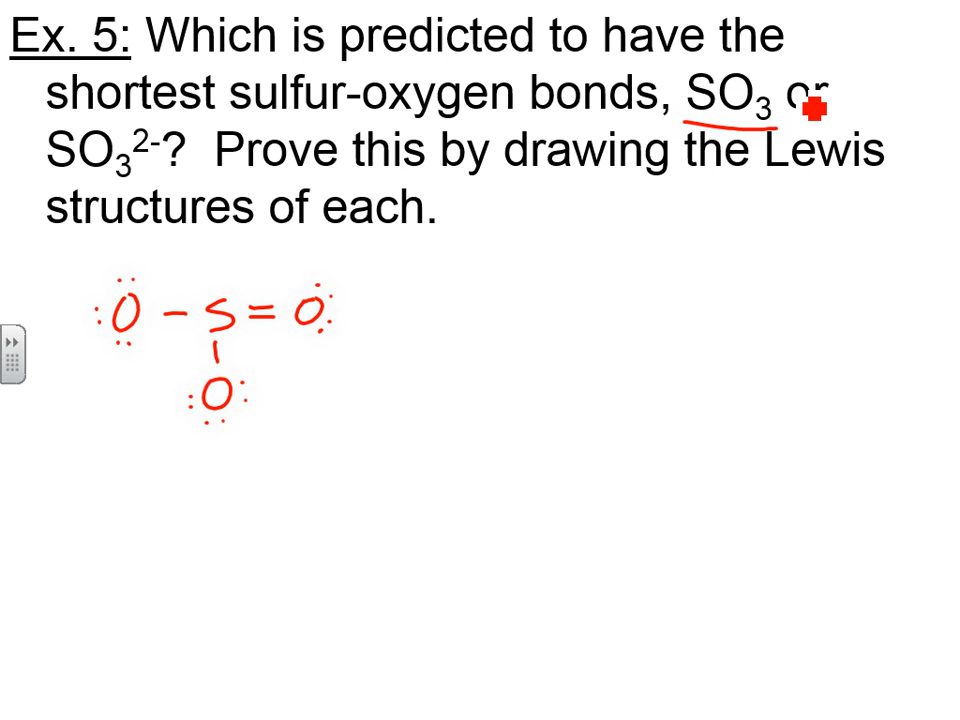 Ex. 5: Which is predicted to have the
shortest sulfur-oxygen bonds, SO₃ or
SO₃²⁻? Prove this by drawing the Lewis
structures of each.
O - S = O
O